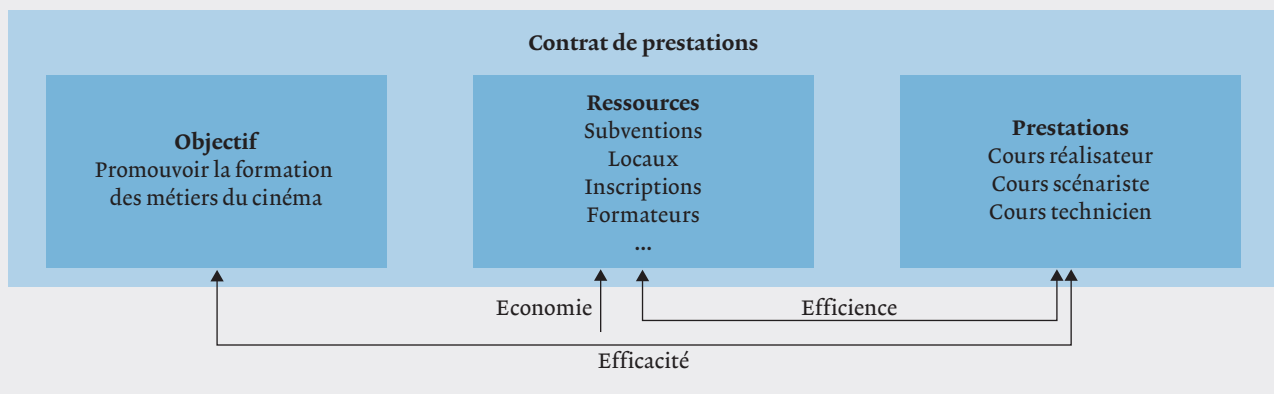 Contrat de prestations
Objectif
Promouvoir la formation
des métiers du cinéma
Ressources
Subventions
Locaux
Inscriptions
Formateurs
...
Prestations
Cours réalisateur
Cours scénariste
Cours technicien
Economie
Efficience
Efficacité